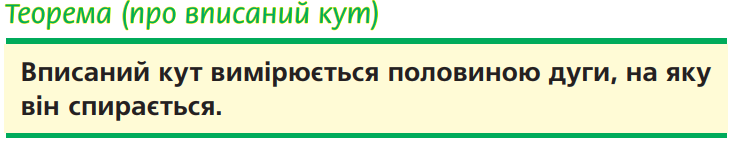 Теорема (про вписаний кут)
Вписаний кут вимірюється половиною дуги, на яку
він спирається.